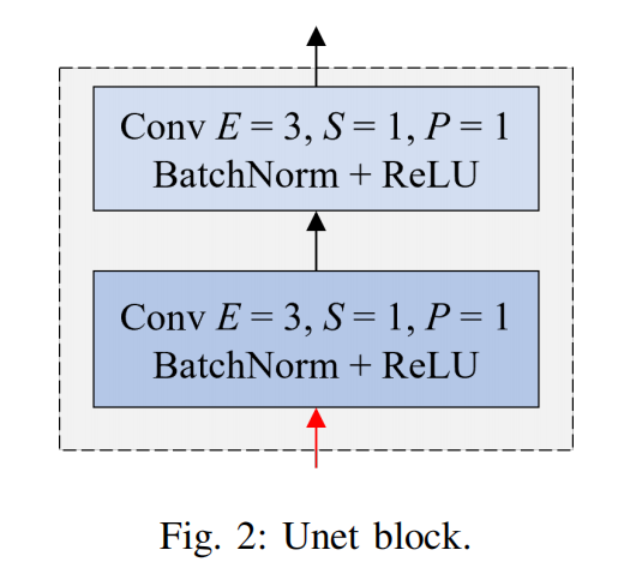 Conv E = 3, S = 1, P = 1
BatchNorm + ReLU
Conv E = 3, S = 1, P = 1
BatchNorm + ReLU
Fig. 2: Unet block.